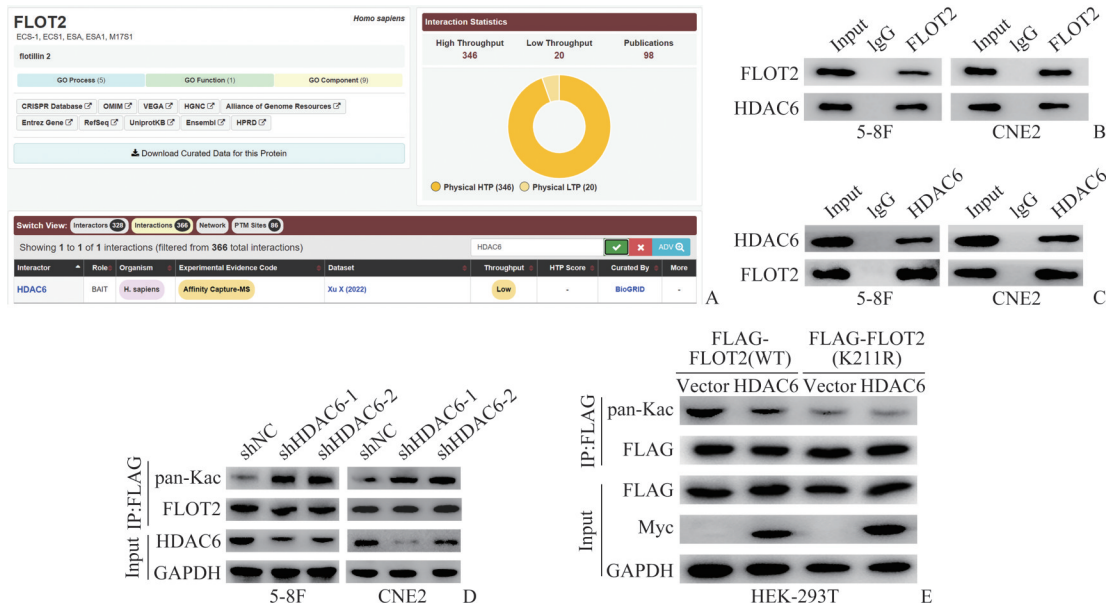 FLOT2
Homo sapiens
ECS-1, ECS1, ESA, ESA1, M17S1
flotillin 2
GO Process (5) GO Function (1) GO Component (9)
CRISPR Database OMIM VEGA HGNC Alliance of Genome Resources
Entrez Gene RefSeq UniprotKB Ensembl HPRD
Download Curated Data for this Protein
Interaction Statistics
High Throughput Low Throughput Publications
346 20 98
Physical HTP (346) Physical LTP (20)
Switch View: Interactors 328 Interactions 366 Network PTM Sites 86
Showing 1 to 1 of 1 interactions (filtered from 366 total interactions) HDAC6 ADV
Interactor Role Organism Experimental Evidence Code Dataset Throughput HTP Score Curated By More
HDAC6 BAIT H. sapiens Affinity Capture-MS Xu X (2022) Low - BioGRID -
A
Input IgG FLOT2 Input IgG FLOT2
FLOT2
HDAC6
5-8F CNE2 B
Input IgG HDAC6 Input IgG HDAC6
HDAC6
FLOT2
5-8F CNE2 C
shNC shHDAC6-1 shHDAC6-2 shNC shHDAC6-1 shHDAC6-2
IP:FLAG
pan-Kac
FLOT2
Input
HDAC6
GAPDH
5-8F CNE2 D
FLAG- FLAG-FLOT2
FLOT2(WT) (K211R)
Vector HDAC6 Vector HDAC6
IP:FLAG
pan-Kac
FLAG
Input
FLAG
Myc
GAPDH
HEK-293T E